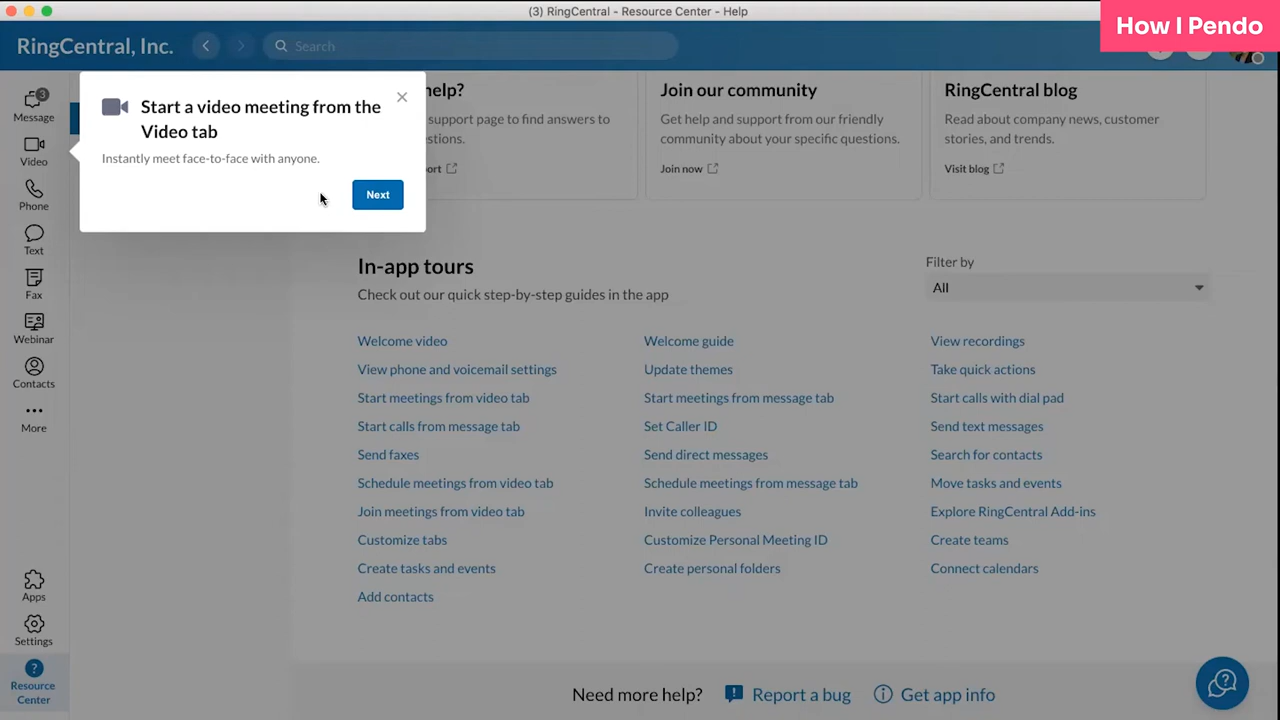 (3) RingCentral - Resource Center - Help
How I Pendo
RingCentral, Inc.
Search
Message
3
Video
Phone
Text
Fax
Webinar
Contacts
More
Apps
Settings
Resource
Center
Start a video meeting from the
Video tab
Instantly meet face-to-face with anyone.
Next
help?
support page to find answers to
estions.
ort
Join our community
Get help and support from our friendly
community about your specific questions.
Join now
RingCentral blog
Read about company news, customer
stories, and trends.
Visit blog
In-app tours
Check out our quick step-by-step guides in the app
Filter by
All
Welcome video
Welcome guide
View recordings
View phone and voicemail settings
Update themes
Take quick actions
Start meetings from video tab
Start meetings from message tab
Start calls with dial pad
Start calls from message tab
Set Caller ID
Send text messages
Send faxes
Send direct messages
Search for contacts
Schedule meetings from video tab
Schedule meetings from message tab
Move tasks and events
Join meetings from video tab
Invite colleagues
Explore RingCentral Add-ins
Customize tabs
Customize Personal Meeting ID
Create teams
Create tasks and events
Create personal folders
Connect calendars
Add contacts
Need more help?
Report a bug
Get app info